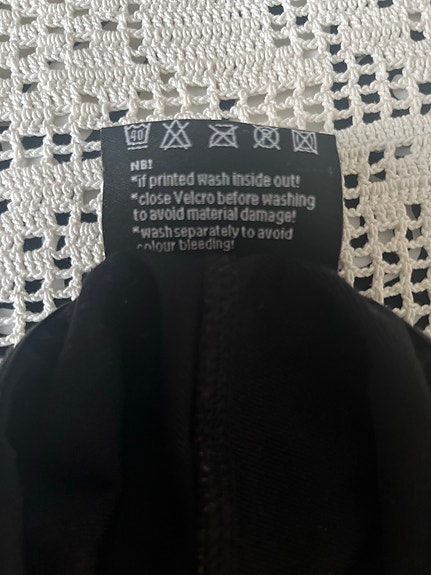 40
NB!
*if printed wash inside out!
*close Velcro before washing
to avoid material damage!
*wash separately to avoid
colour bleeding!